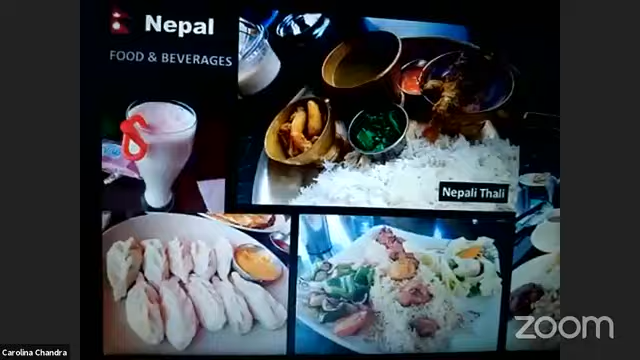 Nepal
FOOD & BEVERAGES
Nepali Thali
Carolina Chandra
zoom